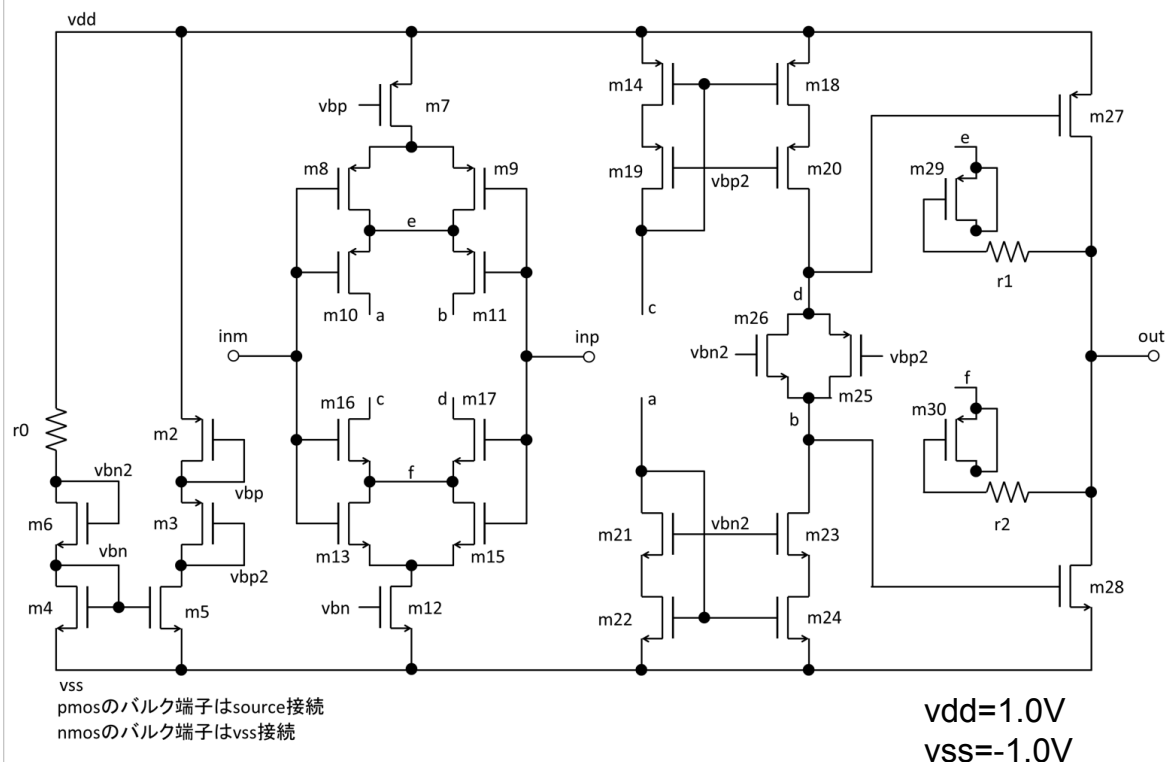 vdd
m14
m18
vbp
m7
m27
e
m8
m9
m19
vbp2
m20
m29
e
r1
d
m10
a
b
m11
c
m26
inm
inp
vbn2
vbp2
out
m16
c
d
m17
a
m25
f
m30
r0
m2
b
vbn2
vbp
f
r2
m6
m3
m21
vbn2
m23
vbn
m13
m15
vbp2
m28
m4
m5
vbn
m12
m22
m24
vss
pmosのバルク端子はsource接続
nmosのバルク端子はvss接続
vdd=1.0V
vss=-1.0V